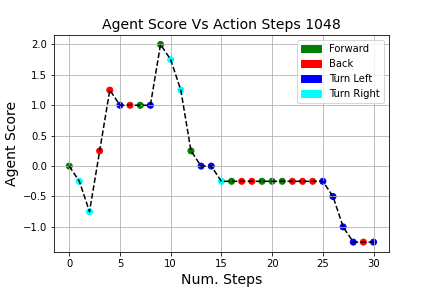 Agent Score Vs Action Steps 1048
Forward
Back
Turn Left
Turn Right
Agent Score
2.0
1.5
1.0
0.5
0.0
−0.5
−1.0
0 5 10 15 20 25 30
Num. Steps